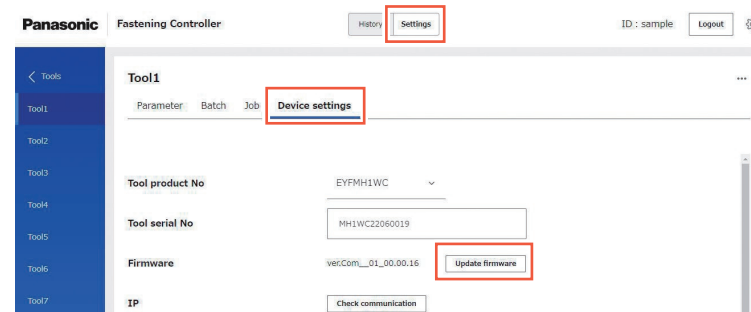 Panasonic Fastening Controller History Settings ID : sample Logout
Tools
Tool1
Tool2
Tool3
Tool4
Tool5
Tool6
Tool7
Tool1
...
Parameter Batch Job Device settings
Tool product No EYFMH1WC
Tool serial No MH1WC22060019
Firmware ver.Com__01_00.00.16 Update firmware
IP Check communication